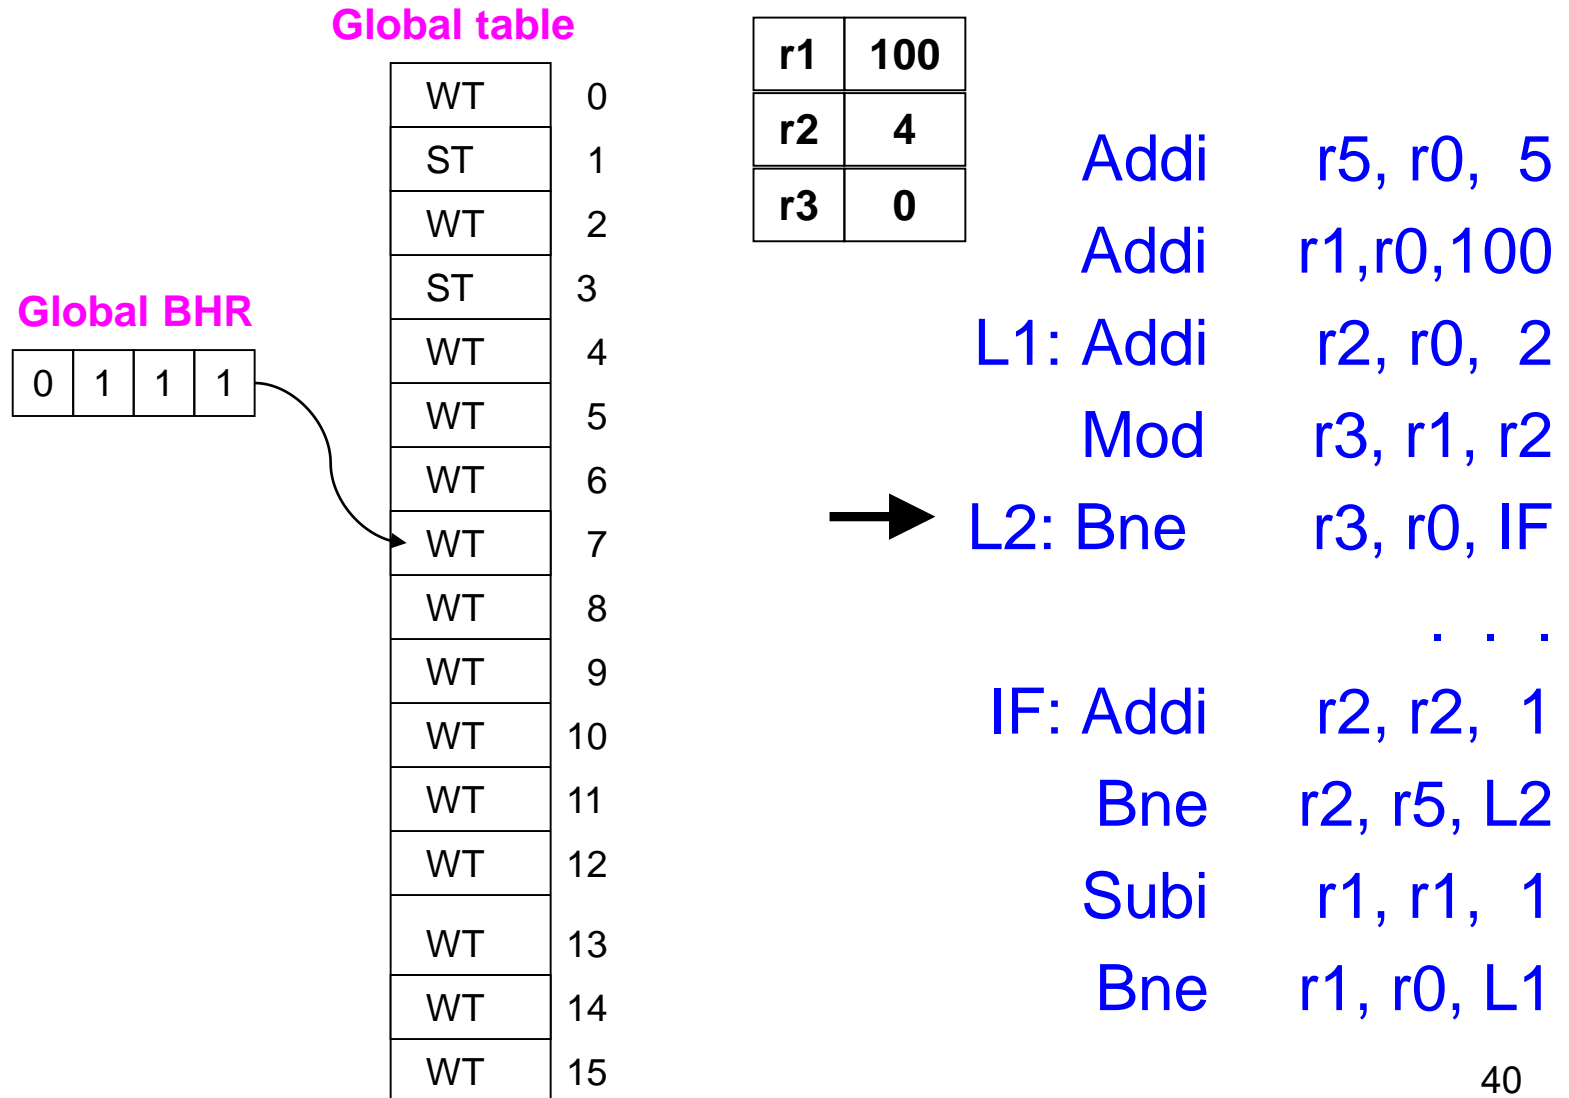 Global table
WT 0
ST 1
WT 2
ST 3
WT 4
WT 5
WT 6
WT 7
WT 8
WT 9
WT 10
WT 11
WT 12
WT 13
WT 14
WT 15
Global BHR
0 1 1 1
r1 100
r2 4
r3 0
Addi r5, r0, 5
Addi r1,r0,100
L1: Addi r2, r0, 2
Mod r3, r1, r2
L2: Bne r3, r0, IF
. . .
IF: Addi r2, r2, 1
Bne r2, r5, L2
Subi r1, r1, 1
Bne r1, r0, L1
40